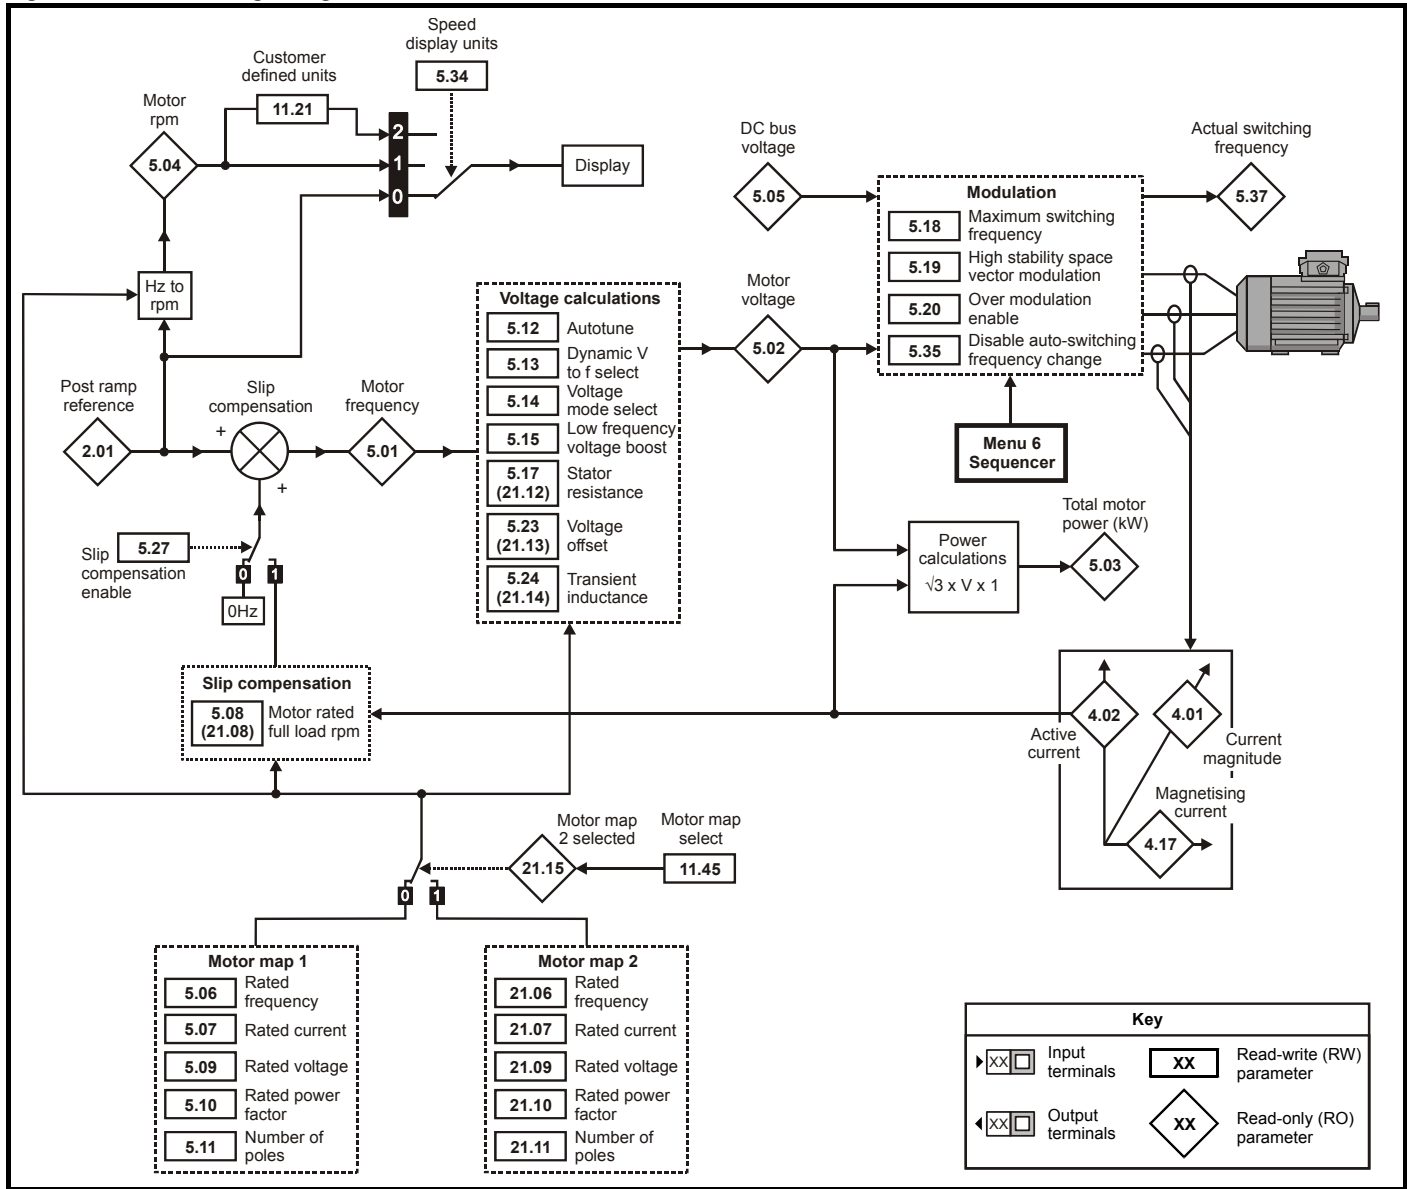 Speed
display units
5.34
Customer
defined units
11.21
Motor
rpm
5.04
2
1
0
Display
Hz to
rpm
DC bus
voltage
5.05
Actual switching
frequency
5.37
Modulation
5.18 Maximum switching
frequency
5.19 High stability space
vector modulation
5.20 Over modulation
enable
5.35 Disable auto-switching
frequency change
Motor
voltage
5.02
Menu 6
Sequencer
Voltage calculations
5.12 Autotune
5.13 Dynamic V
to f select
5.14 Voltage
mode select
5.15 Low frequency
voltage boost
5.17 Stator
(21.12) resistance
5.23 Voltage
(21.13) offset
5.24 Transient
(21.14) inductance
Post ramp
reference
2.01
Slip
compensation
+
+
Motor
frequency
5.01
Slip
compensation
enable
5.27
0 1
0Hz
Power
calculations
√3 x V x 1
Total motor
power (kW)
5.03
Slip compensation
5.08 Motor rated
(21.08) full load rpm
4.02
Active
current
4.01
Current
magnitude
Magnetising
current
4.17
Motor map
2 selected
21.15
Motor map
select
11.45
0 1
Motor map 1
5.06 Rated
frequency
5.07 Rated current
5.09 Rated voltage
5.10 Rated power
factor
5.11 Number of
poles
Motor map 2
21.06 Rated
frequency
21.07 Rated current
21.09 Rated voltage
21.10 Rated power
factor
21.11 Number of
poles
Key
XX Input
terminals
XX Read-write (RW)
parameter
XX Output
terminals
XX Read-only (RO)
parameter